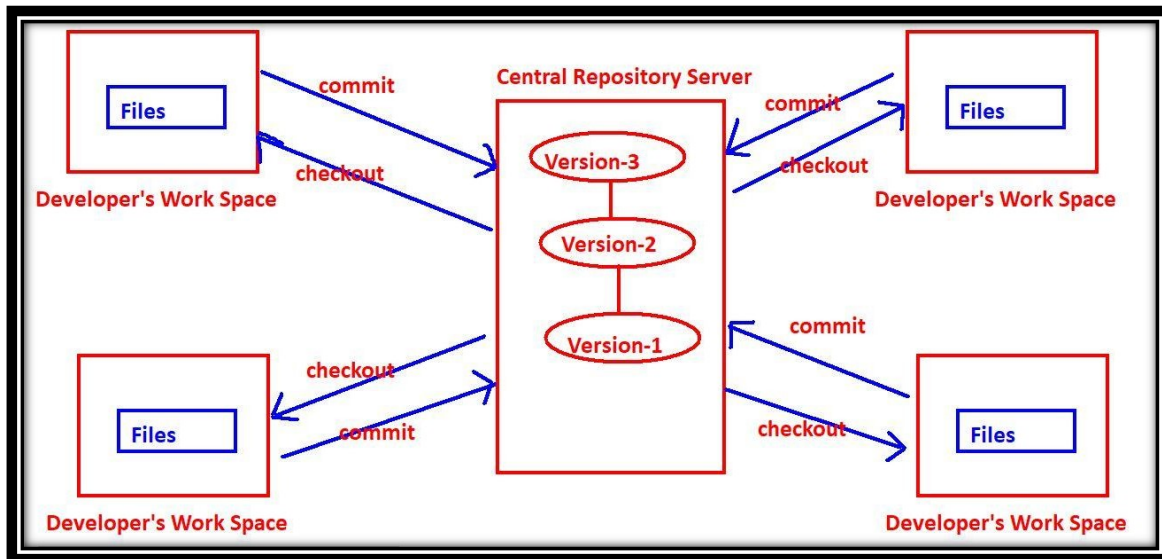 commit
Central Repository Server
commit
Files
Files
checkout
Version-3
checkout
Developer's Work Space
Developer's Work Space
Version-2
commit
Version-1
checkout
Files
commit
checkout
Files
Developer's Work Space
Developer's Work Space